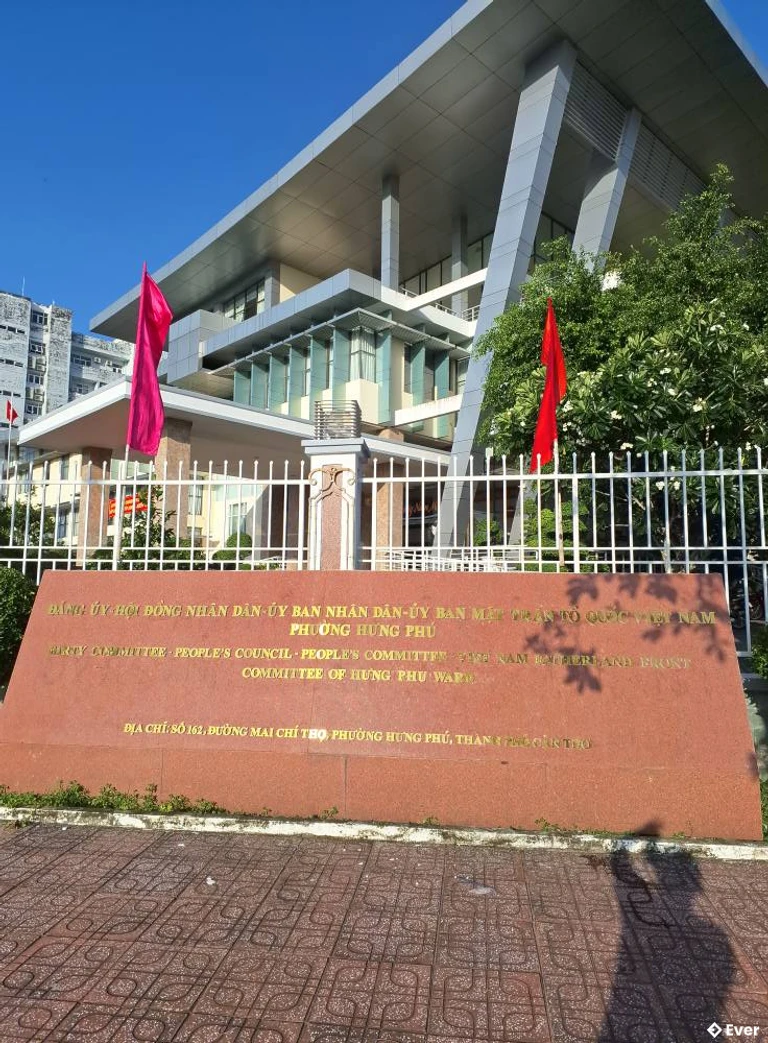 ĐẢNG ỦY-HỘI ĐỒNG NHÂN DÂN-ỦY BAN NHÂN DÂN-ỦY BAN MẶT TRẬN TỔ QUỐC VIỆT NAM
PHƯỜNG HƯNG PHÚ
PARTY COMMITTEE - PEOPLE'S COUNCIL - PEOPLE'S COMMITTEE - VIET NAM FATHERLAND FRONT
COMMITTEE OF HUNG PHU WARD
ĐỊA CHỈ: SỐ 162, ĐƯỜNG MAI CHÍ THỌ, PHƯỜNG HƯNG PHÚ, THÀNH PHỐ CẦN THƠ
Ever